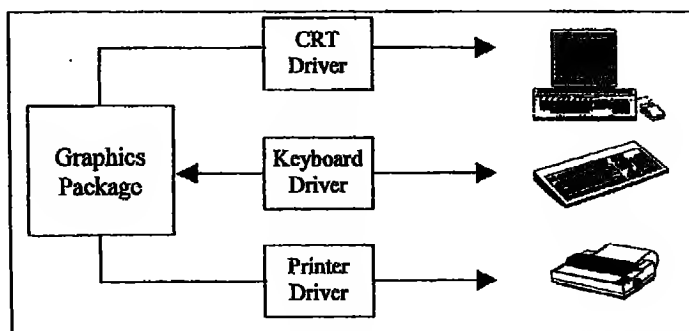 CRT
Driver
Graphics
Package
Keyboard
Driver
Printer
Driver